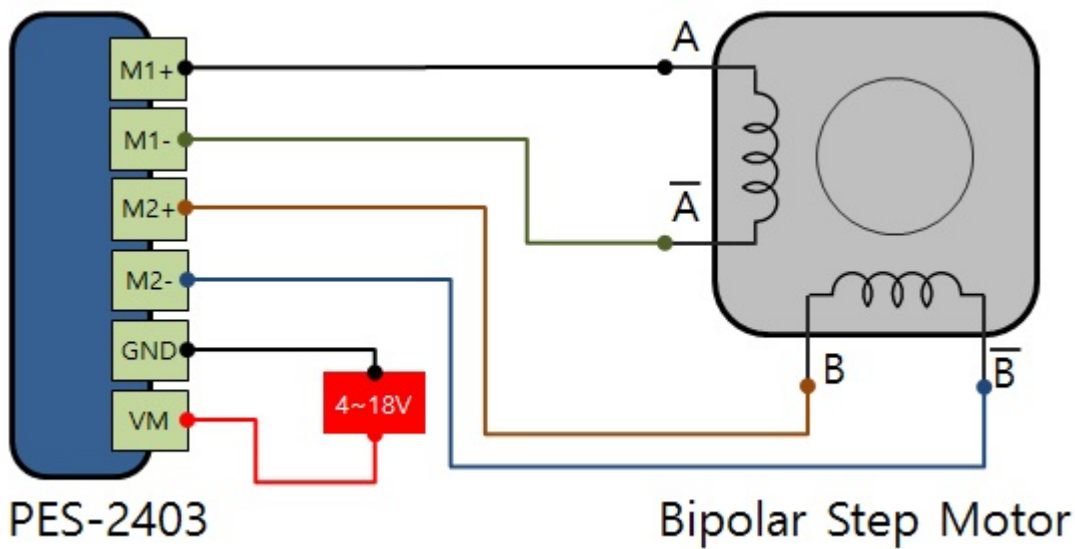 M1+
M1-
M2+
M2-
GND
VM
4~18V
A
A̅
B
B̅
PES-2403
Bipolar Step Motor